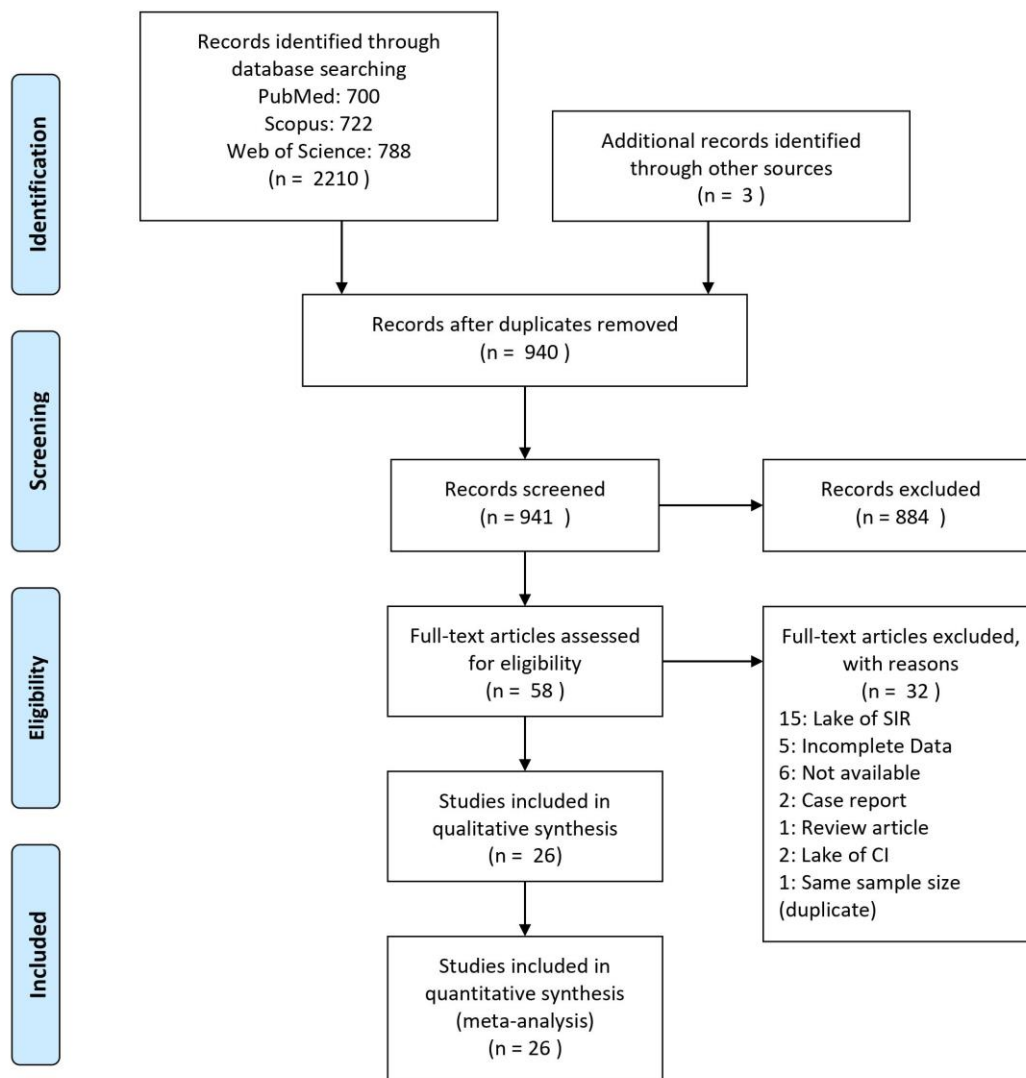 Identification
Records identified through
database searching
PubMed: 700
Scopus: 722
Web of Science: 788
(n = 2210 )
Additional records identified
through other sources
(n = 3 )
Records after duplicates removed
(n = 940 )
Screening
Records screened
(n = 941 )
Records excluded
(n = 884 )
Eligibility
Full-text articles assessed
for eligibility
(n = 58 )
Full-text articles excluded,
with reasons
(n = 32 )
15: Lake of SIR
5: Incomplete Data
6: Not available
2: Case report
1: Review article
2: Lake of CI
1: Same sample size
(duplicate)
Studies included in
qualitative synthesis
(n = 26)
Included
Studies included in
quantitative synthesis
(meta-analysis)
(n = 26 )